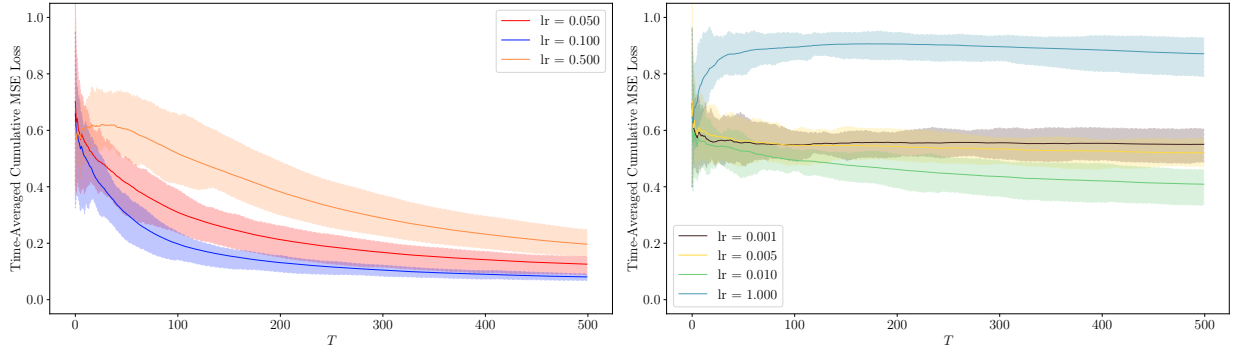 Time-Averaged Cumulative MSE Loss
1.0
0.8
0.6
0.4
0.2
0.0
0
100
200
300
400
500
T
lr = 0.050
lr = 0.100
lr = 0.500
Time-Averaged Cumulative MSE Loss
1.0
0.8
0.6
0.4
0.2
0.0
0
100
200
300
400
500
T
lr = 0.001
lr = 0.005
lr = 0.010
lr = 1.000